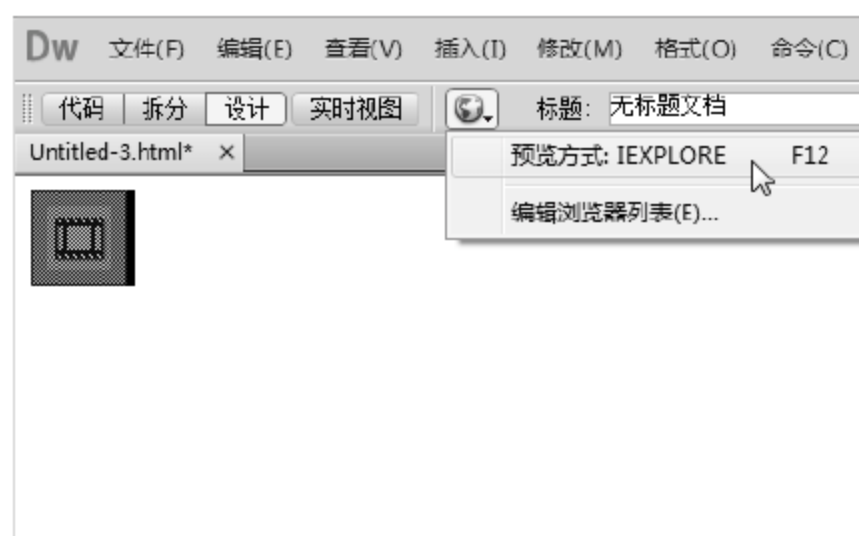 Dw 文件(F) 编辑(E) 查看(V) 插入(I) 修改(M) 格式(O) 命令(C)
代码 拆分 设计 实时视图 标题: 无标题文档
Untitled-3.html* ×
预览方式: IEXPLORE F12
编辑浏览器列表(E)...